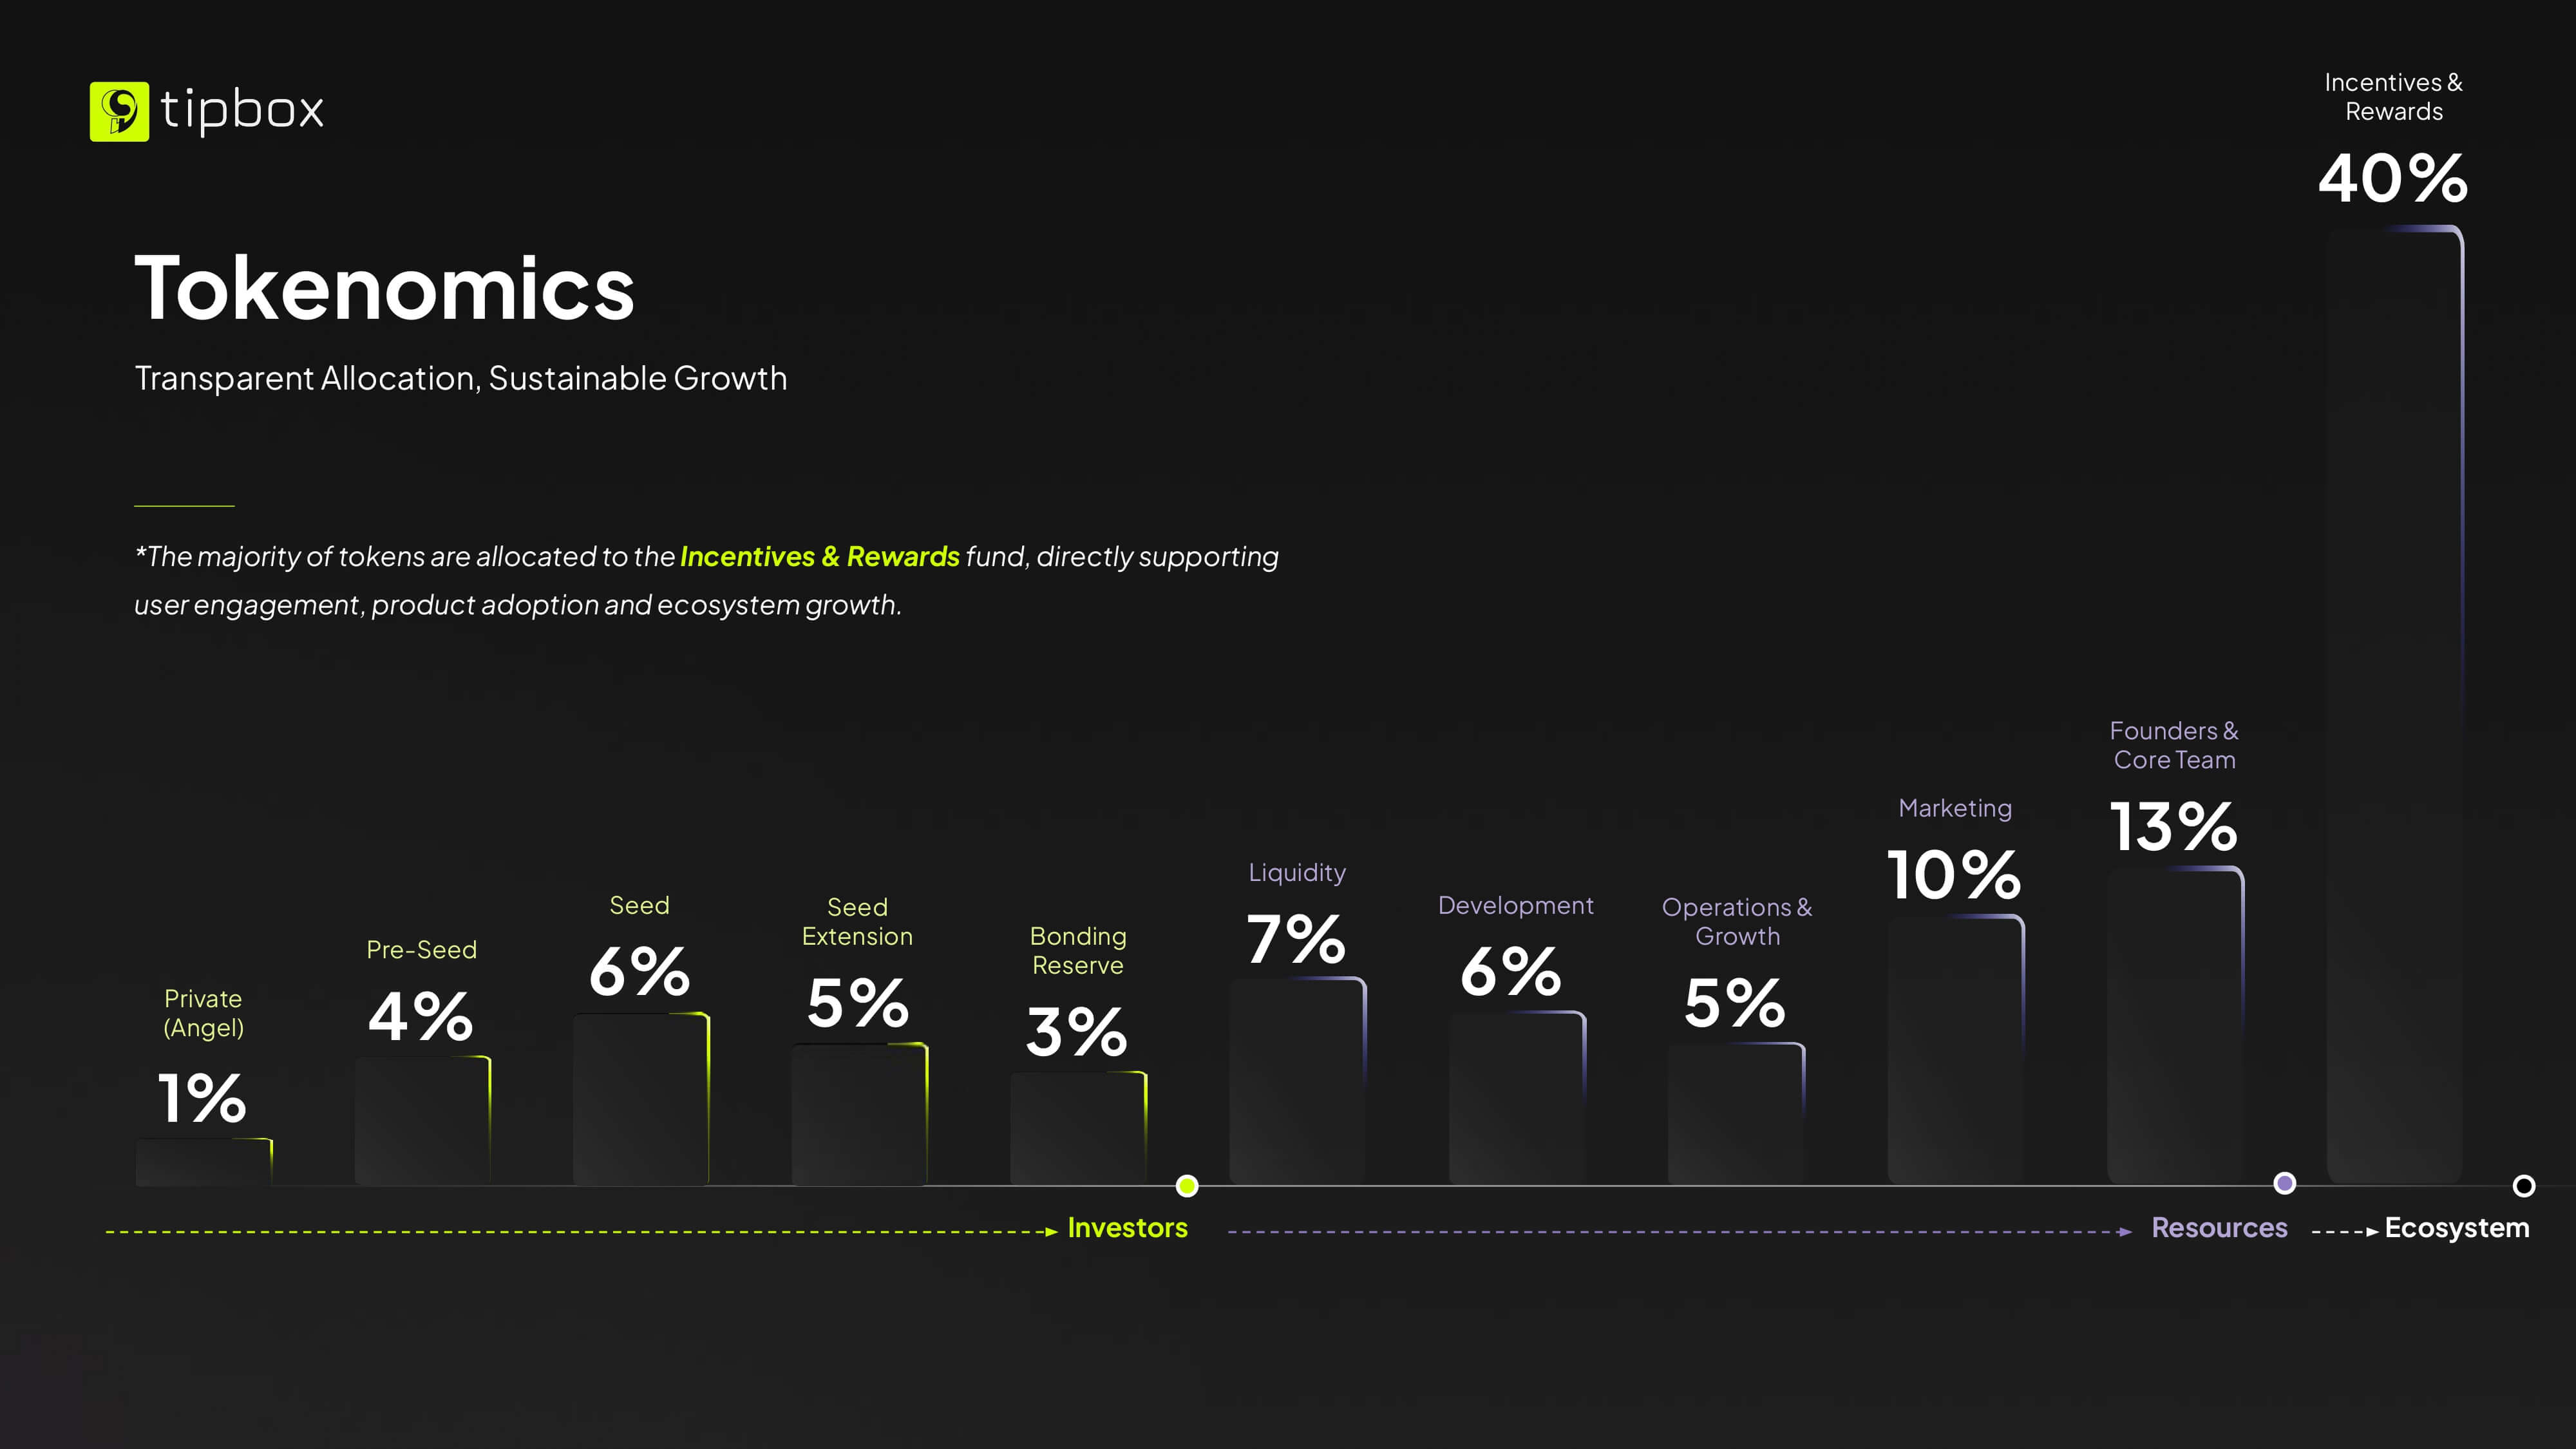 tipbox
Tokenomics
Transparent Allocation, Sustainable Growth
*The majority of tokens are allocated to the Incentives & Rewards fund, directly supporting
user engagement, product adoption and ecosystem growth.
Private
(Angel)
1%
Pre-Seed
4%
Seed
6%
Seed
Extension
5%
Bonding
Reserve
3%
Liquidity
7%
Development
6%
Operations &
Growth
5%
Marketing
10%
Founders &
Core Team
13%
Incentives &
Rewards
40%
Investors
Resources
Ecosystem